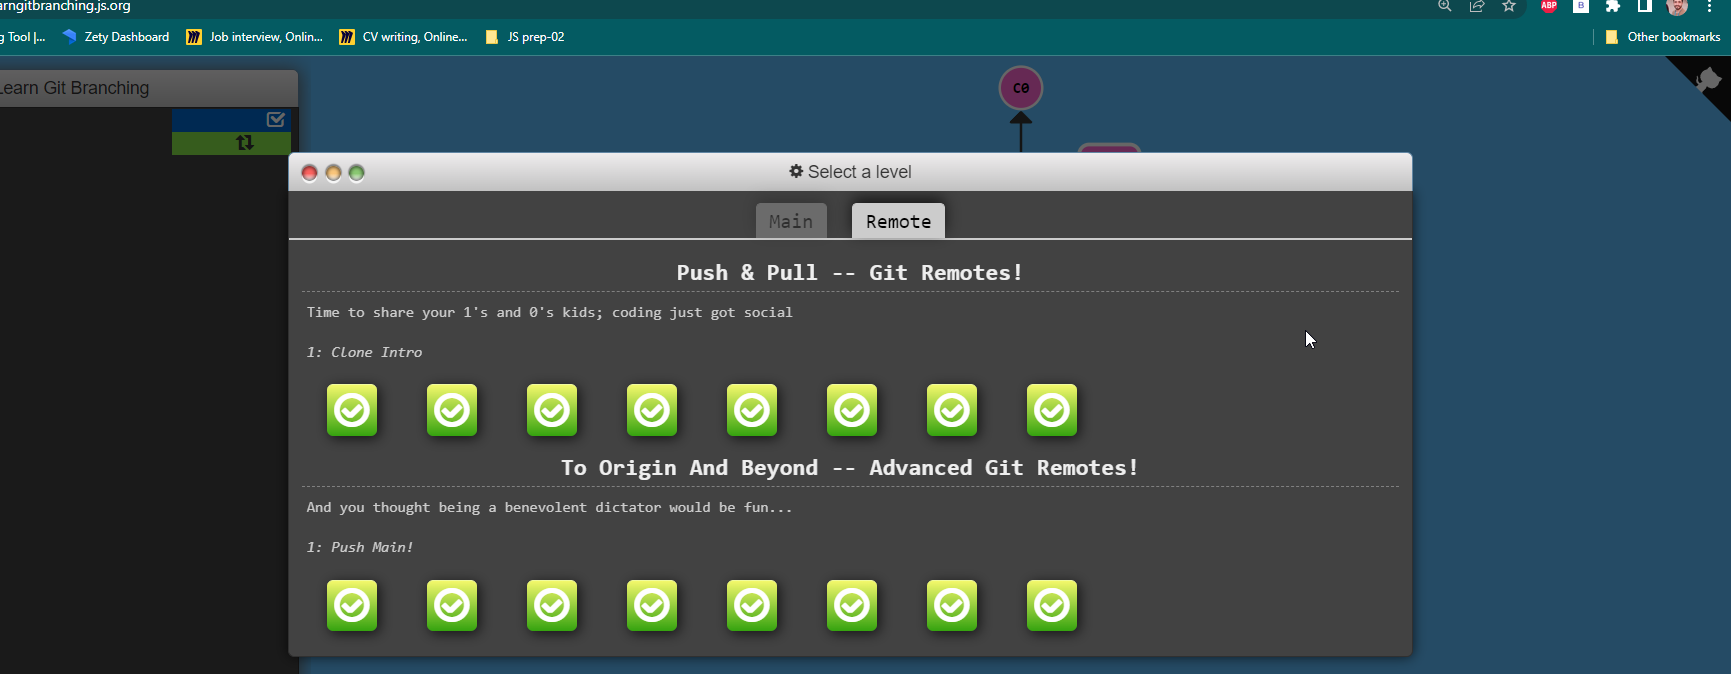 arngitbranching.js.org
ABP
B
g Tool |...
Zety Dashboard
Job interview, Onlin...
CV writing, Online...
JS prep-02
Other bookmarks
Learn Git Branching
C0
Select a level
Main
Remote
Push & Pull -- Git Remotes!
Time to share your 1's and 0's kids; coding just got social
1: Clone Intro
To Origin And Beyond -- Advanced Git Remotes!
And you thought being a benevolent dictator would be fun...
1: Push Main!